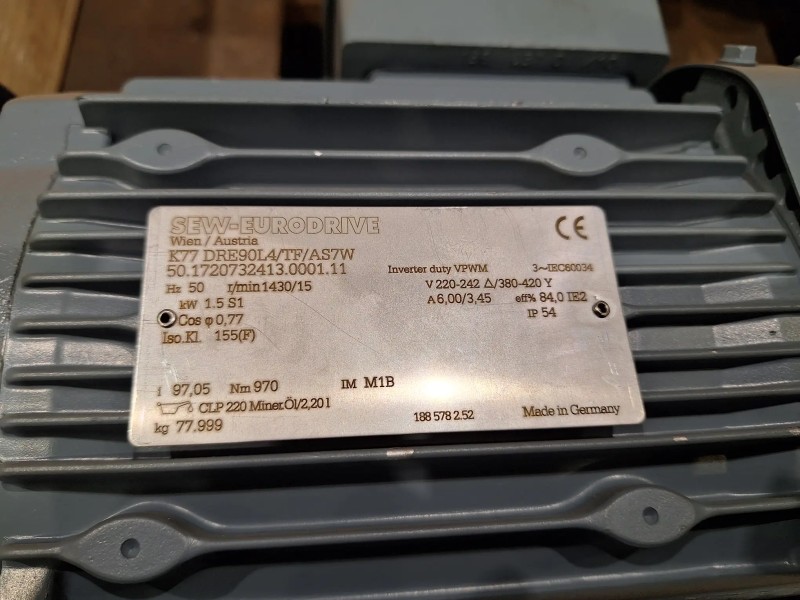 SEW-EURODRIVE
Wien / Austria
K77 DRE90L4/TF/AS7W
50.1720732413.0001.11
Inverter duty VPWM
3~IEC60034
Hz 50 r/min 1430/15
V 220-242 Δ/380-420 Y
kW 1.5 S1
A 6,00/3,45 eff% 84,0 IE2
Cos φ 0,77
IP 54
Iso.Kl. 155(F)
i 97,05 Nm 970 IM M1B
CLP 220 Miner.Öl/2,20 l
188 578 2.52
Made in Germany
kg 77.999
CE